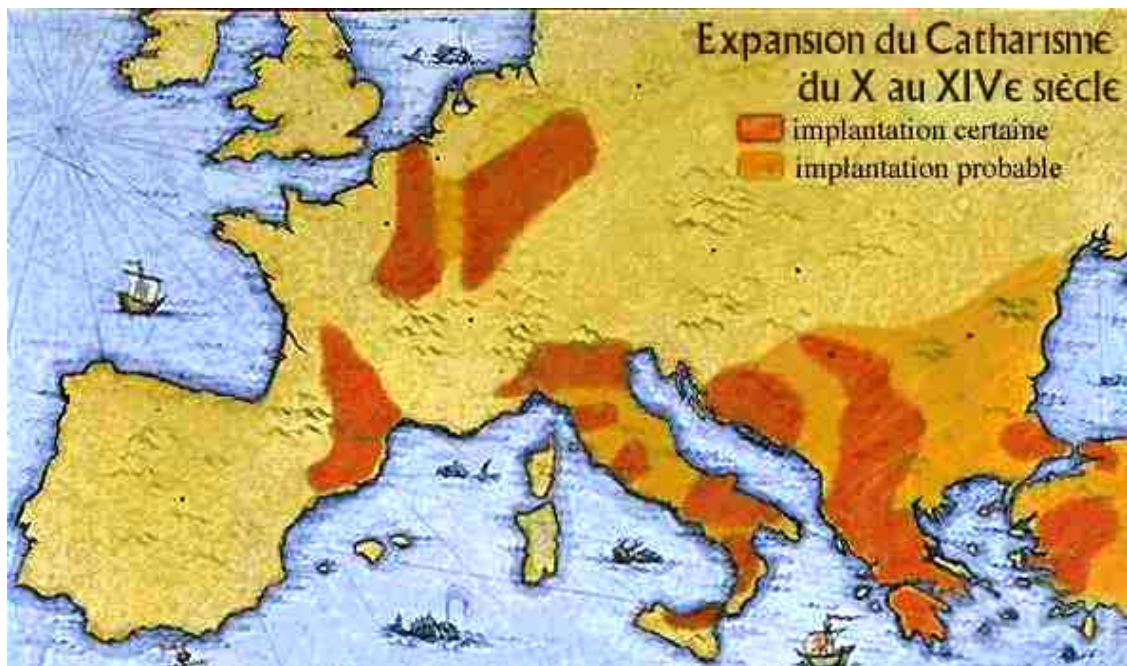 Expansion du Catharisme
du X au XIVe siècle
implantation certaine
implantation probable